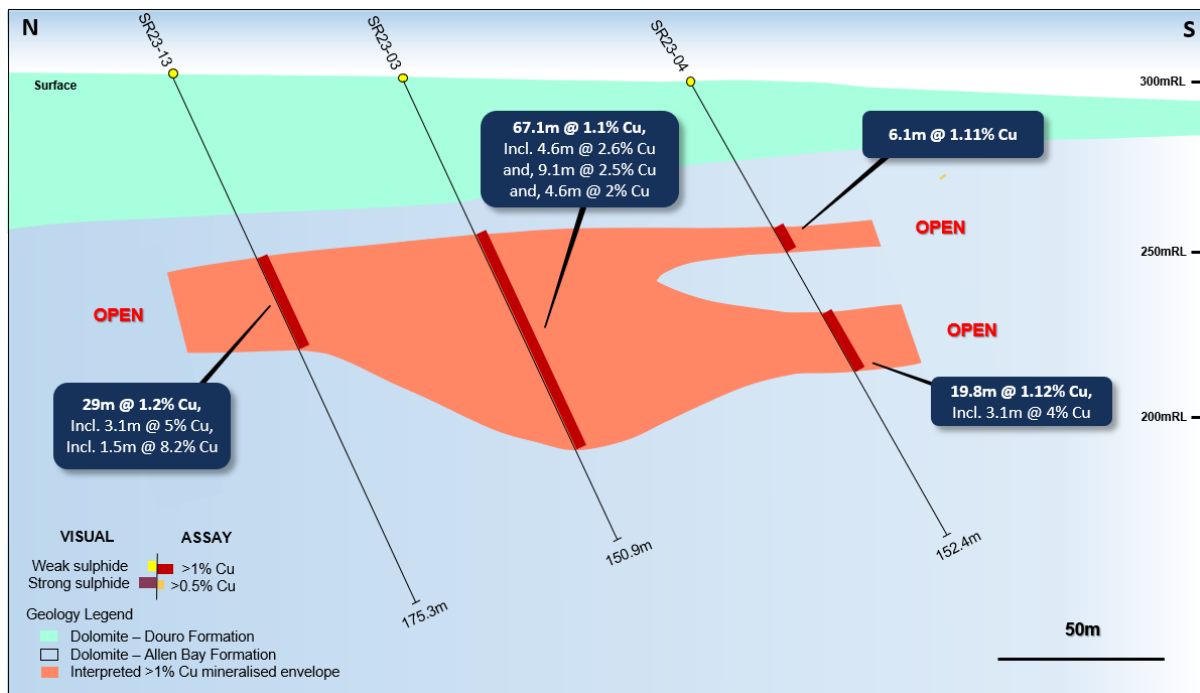 N
S
SR23-13
SR23-03
SR23-04
Surface
300mRL
67.1m @ 1.1% Cu,
Incl. 4.6m @ 2.6% Cu
and, 9.1m @ 2.5% Cu
and, 4.6m @ 2% Cu
6.1m @ 1.11% Cu
OPEN
250mRL
OPEN
OPEN
29m @ 1.2% Cu,
Incl. 3.1m @ 5% Cu,
Incl. 1.5m @ 8.2% Cu
19.8m @ 1.12% Cu,
Incl. 3.1m @ 4% Cu
200mRL
150.9m
152.4m
175.3m
VISUAL ASSAY
Weak sulphide >1% Cu
Strong sulphide >0.5% Cu
Geology Legend
Dolomite – Douro Formation
Dolomite – Allen Bay Formation
Interpreted >1% Cu mineralised envelope
50m